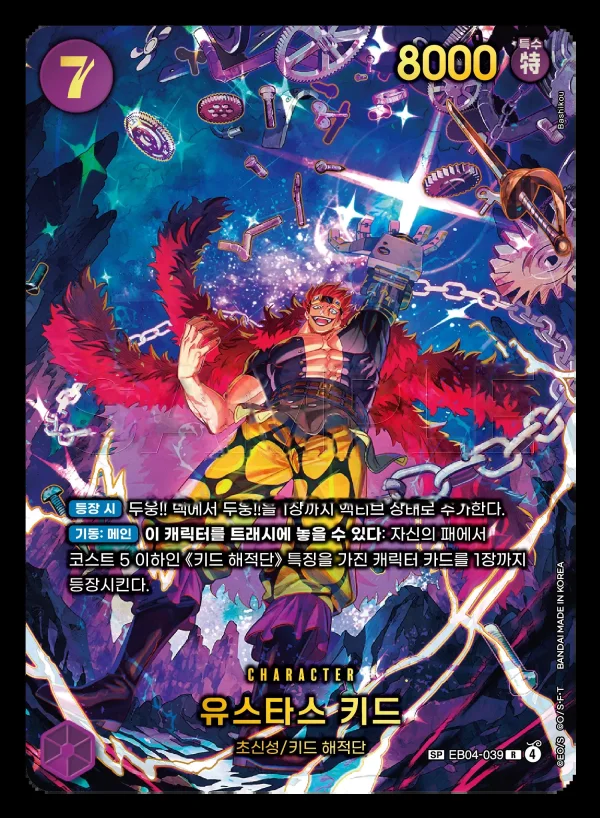 7
8000
특수
特
Bashikou
SAMPLE
등장 시 두웅!! 덱에서 두웅!!을 1장까지 액티브 상태로 추가한다.
기동: 메인 이 캐릭터를 트래시에 놓을 수 있다: 자신의 패에서
코스트 5 이하인 《키드 해적단》 특징을 가진 캐릭터 카드를 1장까지
등장시킨다.
CHARACTER
유스타스 키드
초신성/키드 해적단
SP EB04-039 R 4
©EO/S ©O/S·F·T BANDAI MADE IN KOREA